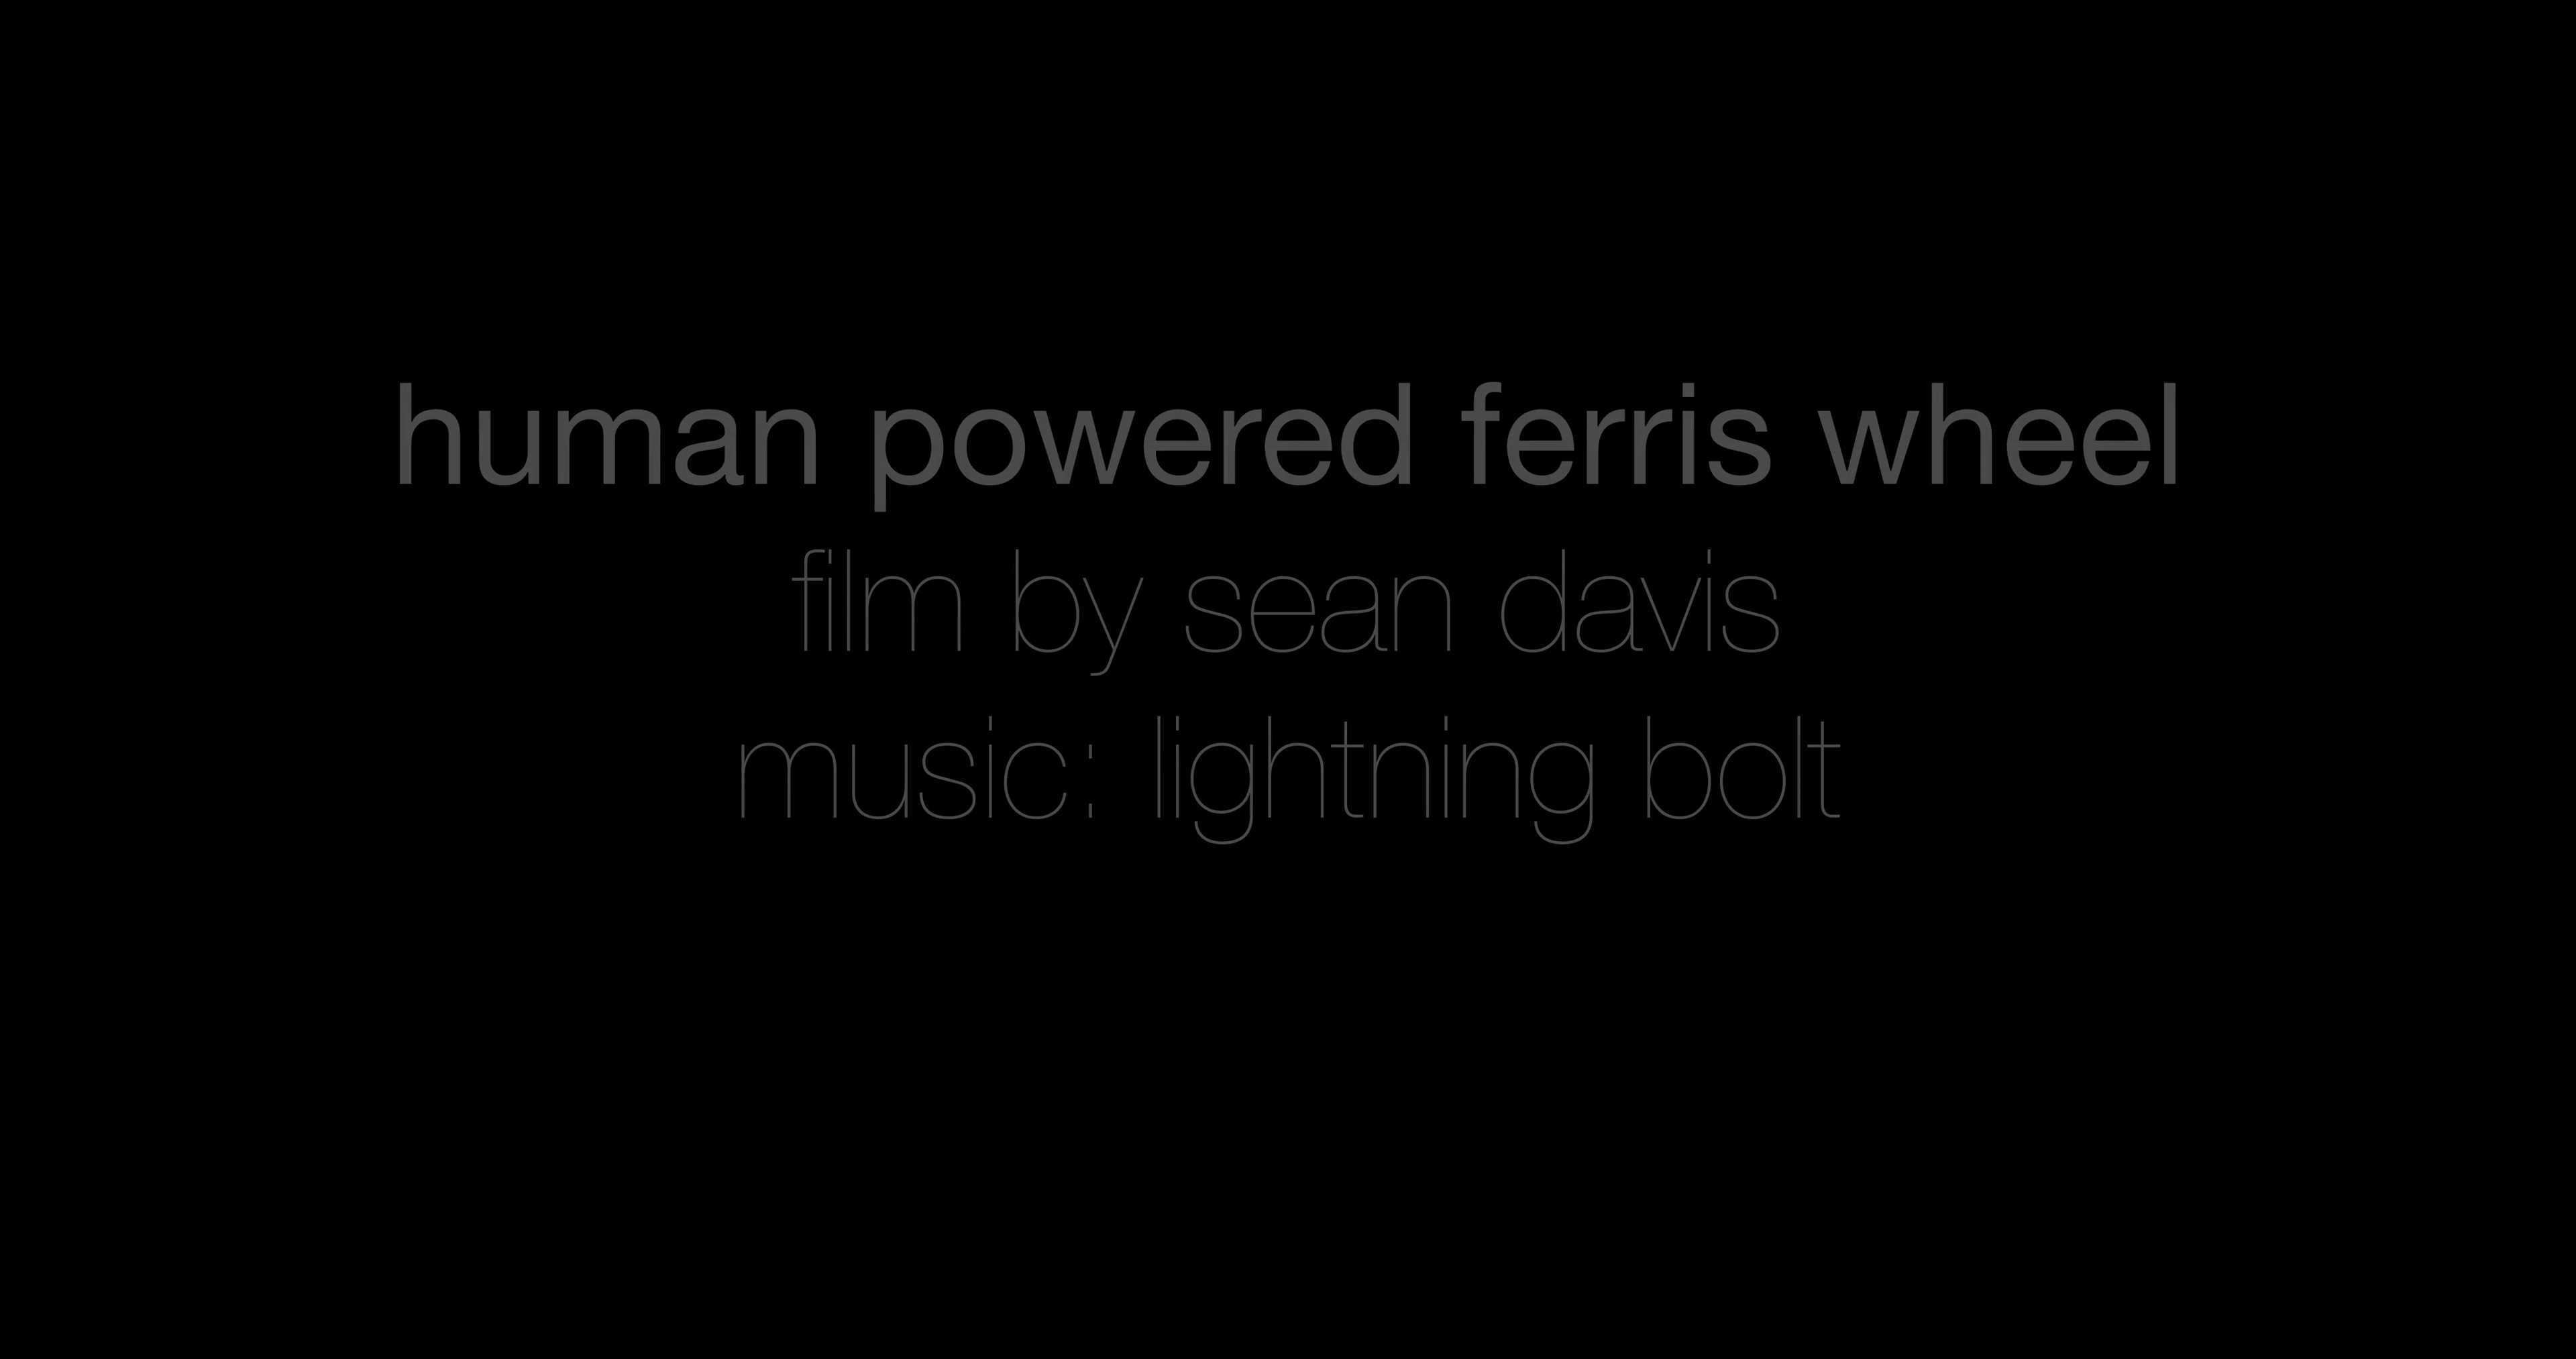 human powered ferris wheel
film by sean davis
music: lightning bolt